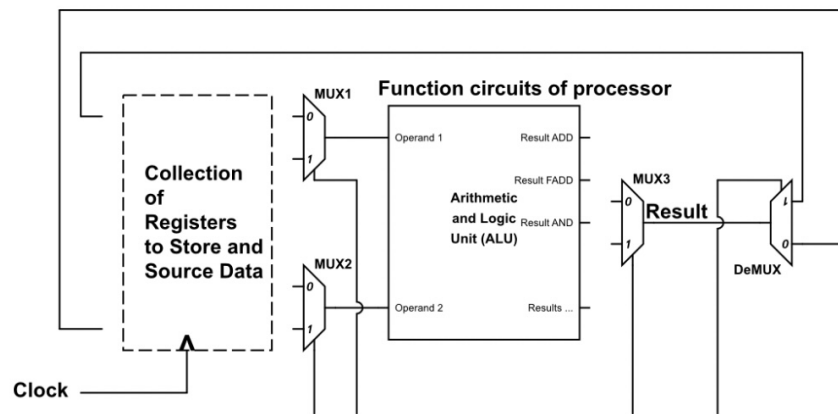 MUX1
Function circuits of processor
0
1
Operand 1
Result ADD
Collection
of
Registers
to Store and
Source Data
Result FADD
MUX3
Arithmetic
and Logic
Unit (ALU)
Result AND
0
1
Result
1
0
DeMUX
MUX2
0
1
Operand 2
Results ...
Clock